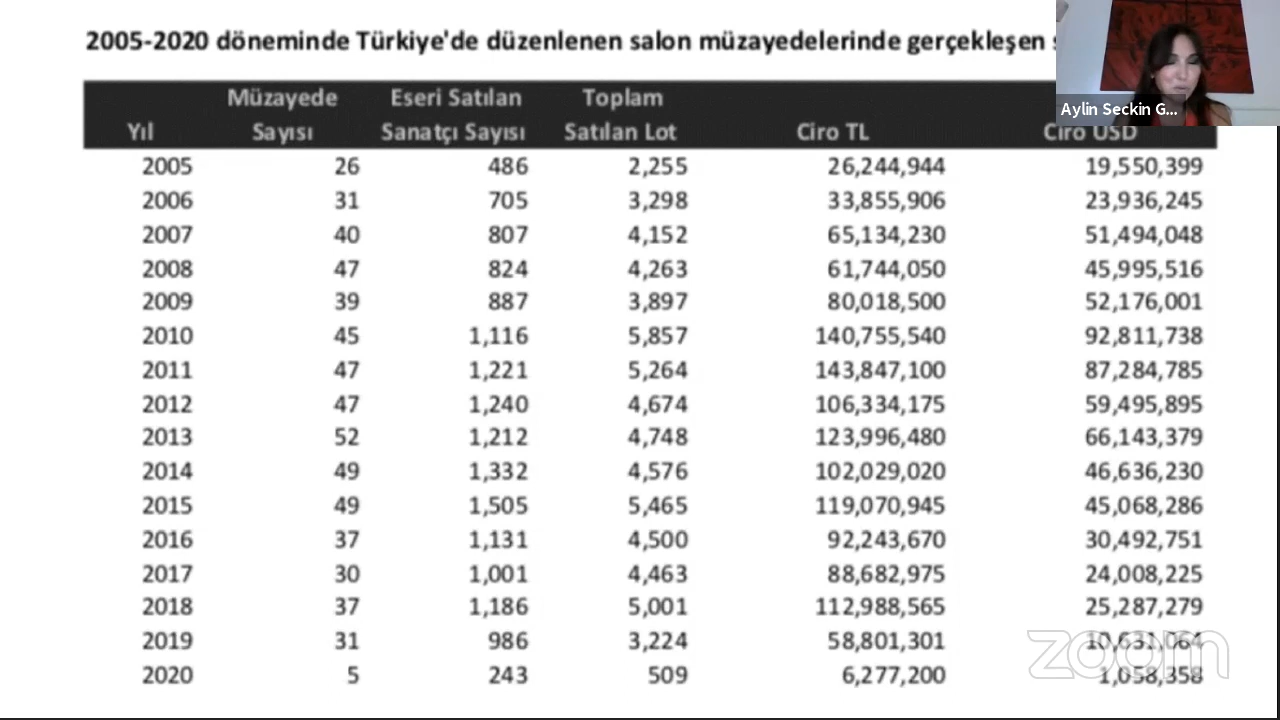 2005-2020 döneminde Türkiye'de düzenlenen salon müzayedelerinde gerçekleşen
Aylin Seckin G...
Yıl Müzayede Sayısı Eseri Satılan Sanatçı Sayısı Toplam Satılan Lot Ciro TL Ciro USD
2005 26 486 2,255 26,244,944 19,550,399
2006 31 705 3,298 33,855,906 23,936,245
2007 40 807 4,152 65,134,230 51,494,048
2008 47 824 4,263 61,744,050 45,995,516
2009 39 887 3,897 80,018,500 52,176,001
2010 45 1,116 5,857 140,755,540 92,811,738
2011 47 1,221 5,264 143,847,100 87,284,785
2012 47 1,240 4,674 106,334,175 59,495,895
2013 52 1,212 4,748 123,996,480 66,143,379
2014 49 1,332 4,576 102,029,020 46,636,230
2015 49 1,505 5,465 119,070,945 45,068,286
2016 37 1,131 4,500 92,243,670 30,492,751
2017 30 1,001 4,463 88,682,975 24,008,225
2018 37 1,186 5,001 112,988,565 25,287,279
2019 31 986 3,224 58,801,301 10,631,064
2020 5 243 509 6,277,200 1,058,358
zoom